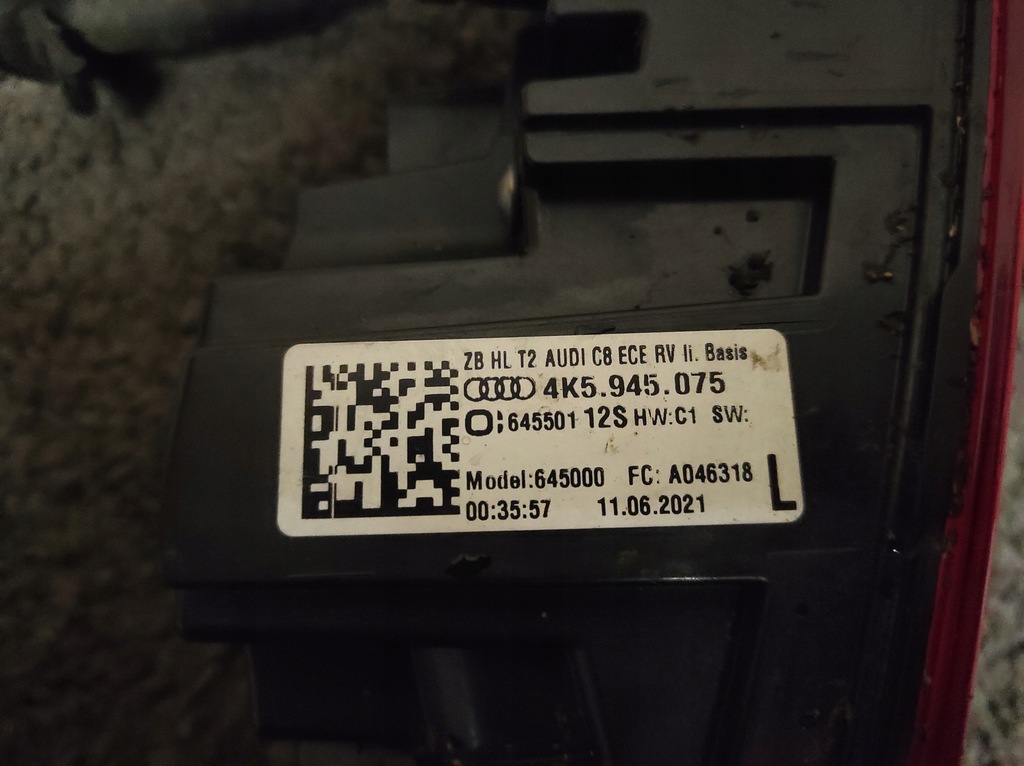 ZB HL T2 AUDI C8 ECE RV li. Basis
4K5.945.075
O:645501 12S HW:C1 SW:
Model:645000 FC: A046318
00:35:57 11.06.2021
L